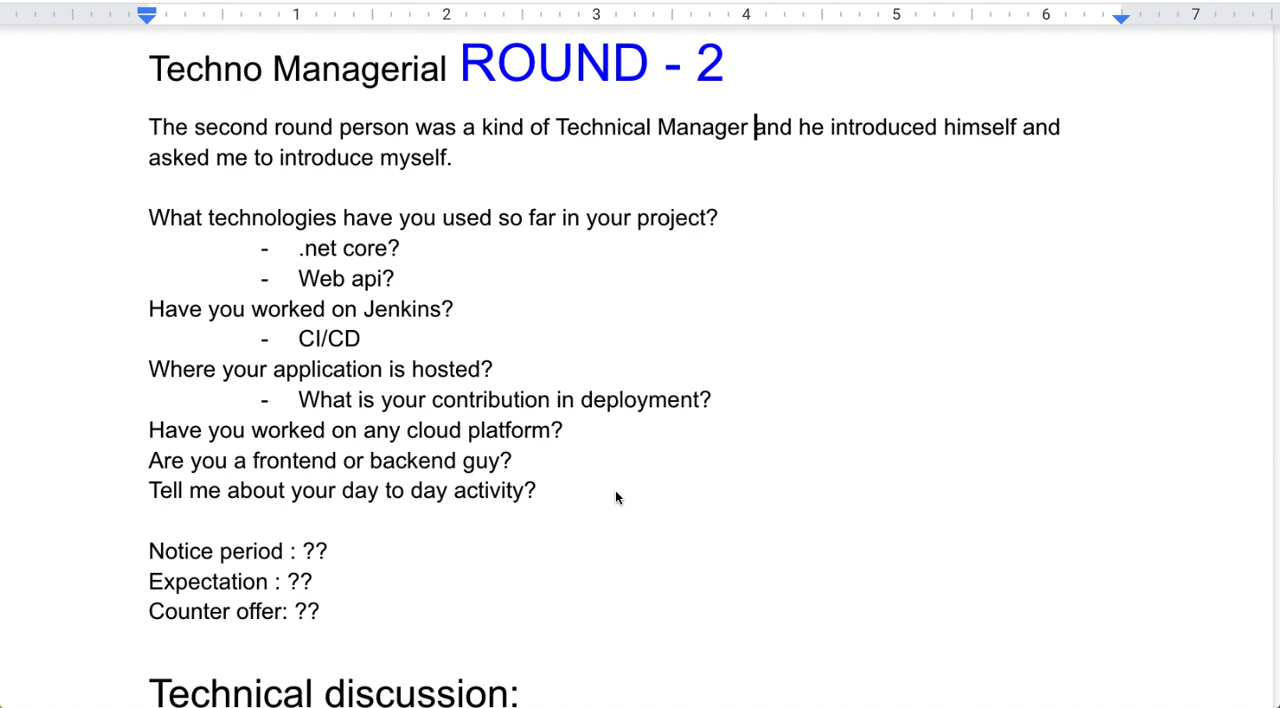 1 2 3 4 5 6 7
Techno Managerial ROUND - 2
The second round person was a kind of Technical Manager and he introduced himself and
asked me to introduce myself.
What technologies have you used so far in your project?
- .net core?
- Web api?
Have you worked on Jenkins?
- CI/CD
Where your application is hosted?
- What is your contribution in deployment?
Have you worked on any cloud platform?
Are you a frontend or backend guy?
Tell me about your day to day activity?
Notice period : ??
Expectation : ??
Counter offer: ??
Technical discussion: